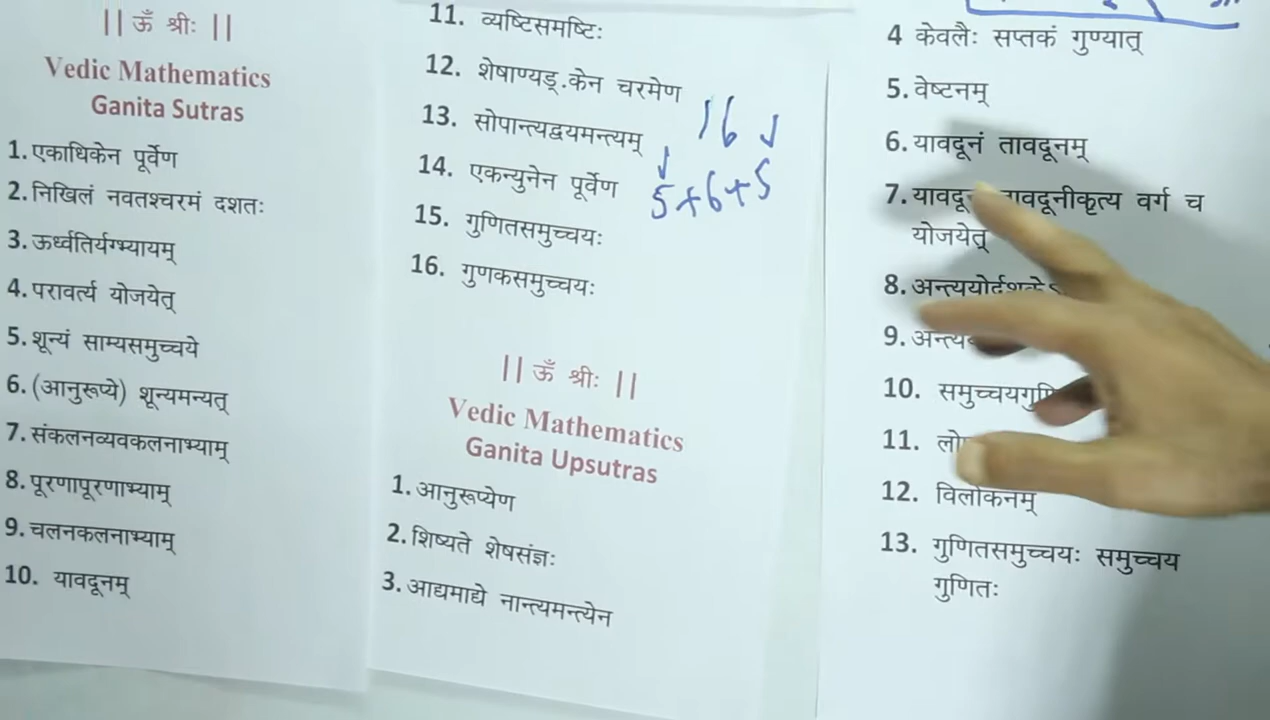 || ॐ श्रीः ||
Vedic Mathematics
Ganita Sutras
1. एकाधिकेन पूर्वेण
2. निखिलं नवतश्चरमं दशतः
3. ऊर्ध्वतिर्यग्भ्यायम्
4. परावर्त्य योजयेत्
5. शून्यं साम्यसमुच्चये
6. (आनुरूप्ये) शून्यमन्यत्
7. संकलनव्यवकलनाभ्याम्
8. पूरणापूरणाभ्याम्
9. चलनकलनाभ्याम्
10. यावदूनम्
11. व्यष्टिसमष्टिः
12. शेषाण्यड्.केन चरमेण
13. सोपान्त्यद्वयमन्त्यम्
14. एकन्युनेन पूर्वेण
15. गुणितसमुच्चयः
16. गुणकसमुच्चयः
16 ↓
↓
5+6+5
|| ॐ श्रीः ||
Vedic Mathematics
Ganita Upsutras
1. आनुरूप्येण
2. शिष्यते शेषसंज्ञः
3. आद्यमाद्ये नान्त्यमन्त्येन
4 केवलैः सप्तकं गुण्यात्
5. वेष्टनम्
6. यावदूनं तावदूनम्
7. वर्ग च
योजयेत्
8.
9.
10.
11.
12. विलोकनम्
13. गुणितसमुच्चयः समुच्चय
गुणितः